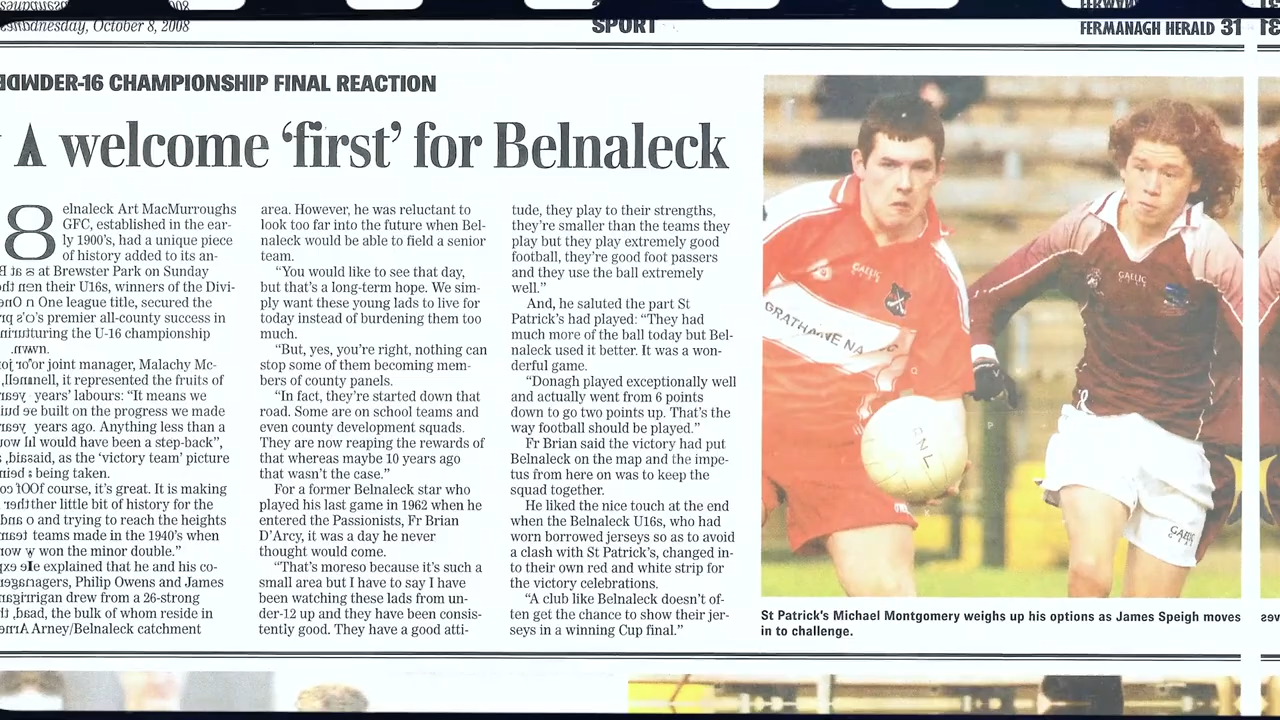 Wednesday, October 8, 2008
SPORT
FERMANAGH HERALD 31
UNDER-16 CHAMPIONSHIP FINAL REACTION
A welcome ‘first’ for Belnaleck
elnaleck Art MacMurroughs
GFC, established in the ear-
ly 1900’s, had a unique piece
of history added to its an-
at Brewster Park on Sunday
their U16s, winners of the Divi-
One league title, secured the
premier all-county success in
the U-16 championship
joint manager, Malachy Mc-
it represented the fruits of
years’ labours: “It means we
built on the progress we made
years ago. Anything less than a
would have been a step-back”,
said, as the ‘victory team’ picture
being taken.
Of course, it’s great. It is making
little bit of history for the
and trying to reach the heights
teams made in the 1940’s when
won the minor double.”
explained that he and his co-
Philip Owens and James
drew from a 26-strong
the bulk of whom reside in
Arney/Belnaleck catchment
area. However, he was reluctant to
look too far into the future when Bel-
naleck would be able to field a senior
team.
“You would like to see that day,
but that’s a long-term hope. We sim-
ply want these young lads to live for
today instead of burdening them too
much.
“But, yes, you’re right, nothing can
stop some of them becoming mem-
bers of county panels.
“In fact, they’re started down that
road. Some are on school teams and
even county development squads.
They are now reaping the rewards of
that whereas maybe 10 years ago
that wasn’t the case.”
For a former Belnaleck star who
played his last game in 1962 when he
entered the Passionists, Fr Brian
D’Arcy, it was a day he never
thought would come.
“That’s moreso because it’s such a
small area but I have to say I have
been watching these lads from un-
der-12 up and they have been consis-
tently good. They have a good atti-
tude, they play to their strengths,
they’re smaller than the teams they
play but they play extremely good
football, they’re good foot passers
and they use the ball extremely
well.”
And, he saluted the part St
Patrick’s had played: “They had
much more of the ball today but Bel-
naleck used it better. It was a won-
derful game.
“Donagh played exceptionally well
and actually went from 6 points
down to go two points up. That’s the
way football should be played.”
Fr Brian said the victory had put
Belnaleck on the map and the impe-
tus from here on was to keep the
squad together.
He liked the nice touch at the end
when the Belnaleck U16s, who had
worn borrowed jerseys so as to avoid
a clash with St Patrick’s, changed in-
to their own red and white strip for
the victory celebrations.
“A club like Belnaleck doesn’t of-
ten get the chance to show their jer-
seys in a winning Cup final.”
GAELIC
GAELIC
GAELIC
St Patrick’s Michael Montgomery weighs up his options as James Speigh moves
in to challenge.